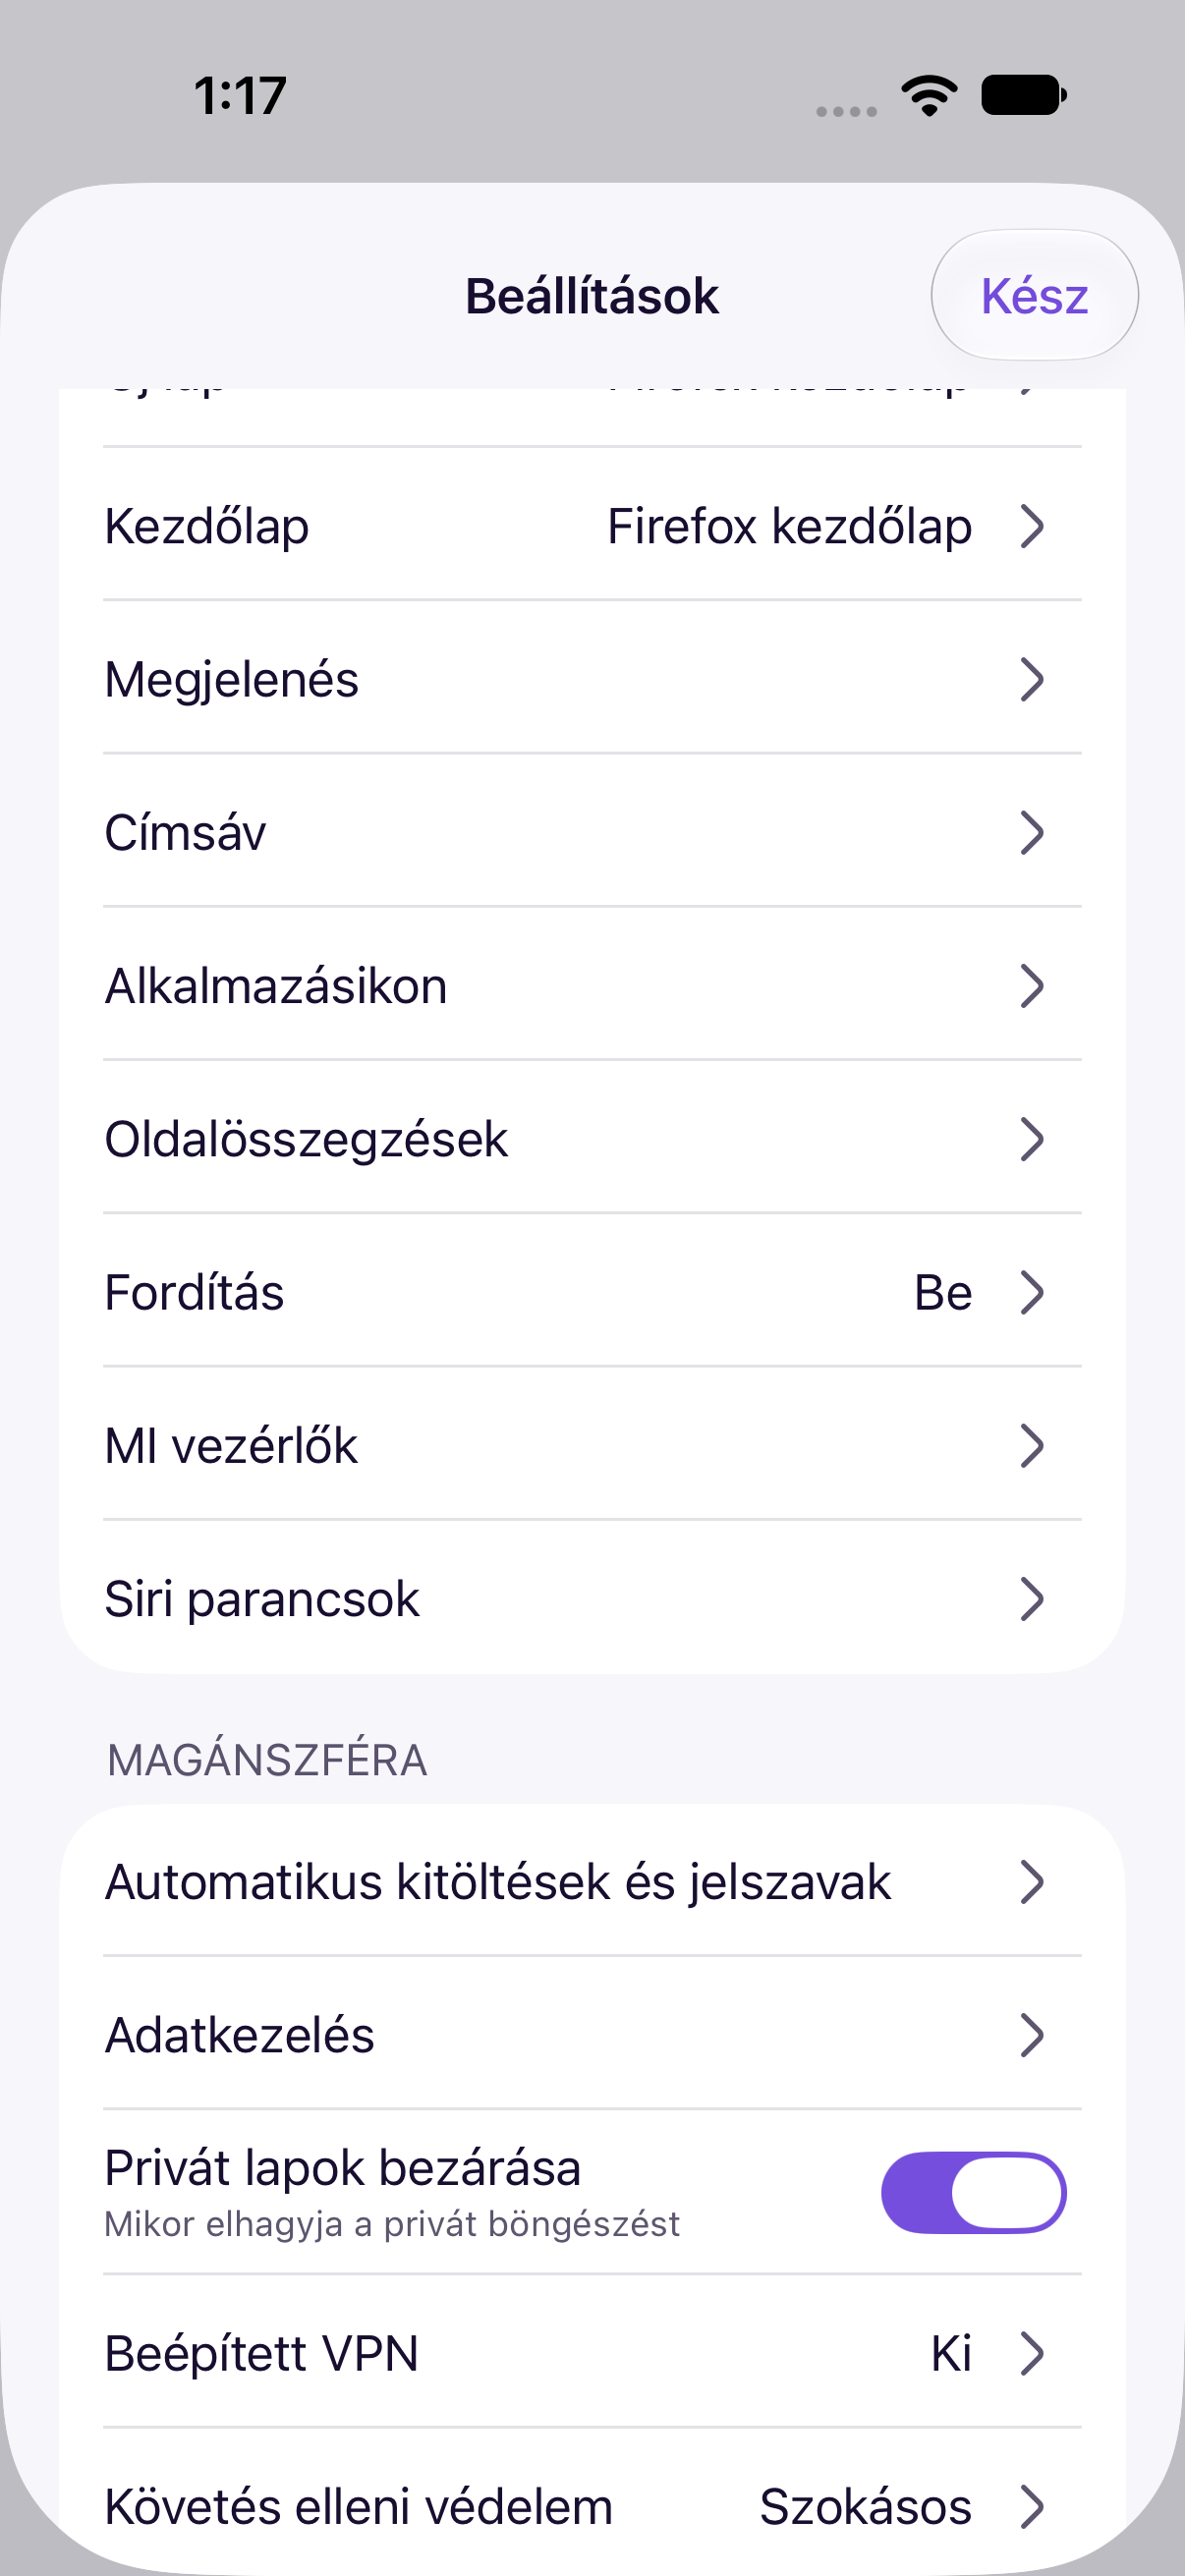 1:17
Beállítások
Kész
Kezdőlap
Firefox kezdőlap
Megjelenés
Címsáv
Alkalmazásikon
Oldalösszegzések
Fordítás
Be
MI vezérlők
Siri parancsok
MAGÁNSZFÉRA
Automatikus kitöltések és jelszavak
Adatkezelés
Privát lapok bezárása
Mikor elhagyja a privát böngészést
Beépített VPN
Ki
Követés elleni védelem
Szokásos